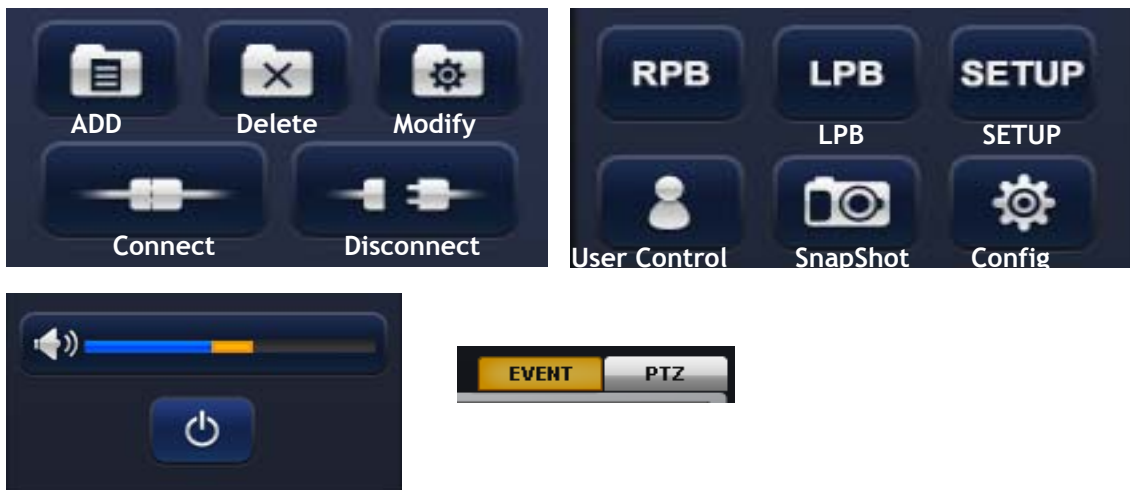 ADD Delete Modify
Connect Disconnect
RPB LPB SETUP
LPB SETUP
User Control SnapShot Config
EVENT PTZ